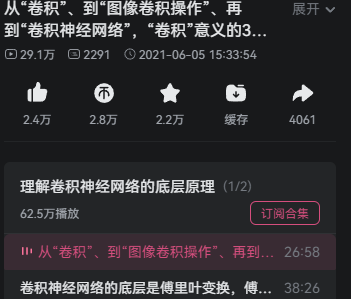 从“卷积”、到“图像卷积操作”、再
到“卷积神经网络”，“卷积”意义的3...
展开
29.1万 2291 2021-06-05 15:33:54
2.4万 2.8万 2.2万 缓存 4061
理解卷积神经网络的底层原理 (1/2)
62.5万播放 订阅合集
从“卷积”、到“图像卷积操作”、再到... 26:58
卷积神经网络的底层是傅里叶变换，傅... 38:26